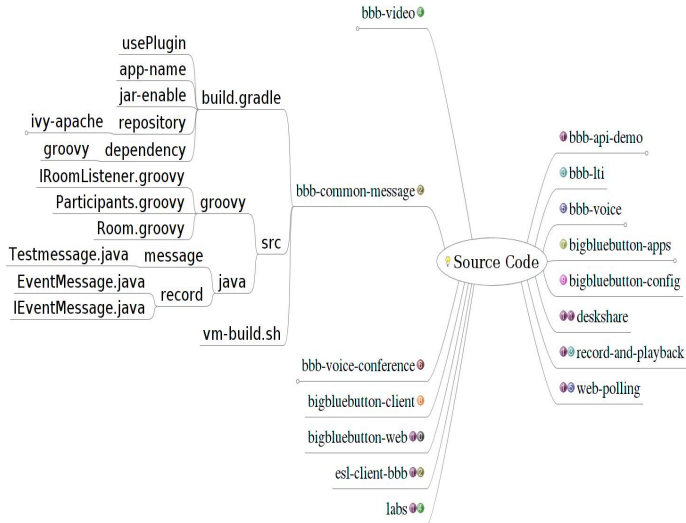 bbb-video
usePlugin
app-name
jar-enable
build.gradle
ivy-apache
repository
groovy
dependency
IRoomListener.groovy
Participants.groovy
groovy
Room.groovy
bbb-common-message
src
Testmessage.java
message
java
EventMessage.java
record
IEventMessage.java
vm-build.sh
bbb-voice-conference
bigbluebutton-client
bigbluebutton-web
esl-client-bbb
labs
Source Code
bbb-api-demo
bbb-lti
bbb-voice
bigbluebutton-apps
bigbluebutton-config
deskshare
record-and-playback
web-polling